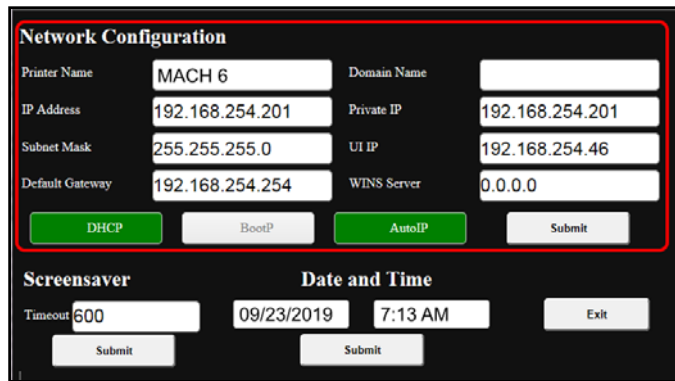 Network Configuration
Printer Name MACH 6 Domain Name
IP Address 192.168.254.201 Private IP 192.168.254.201
Subnet Mask 255.255.255.0 UI IP 192.168.254.46
Default Gateway 192.168.254.254 WINS Server 0.0.0.0
DHCP BootP AutoIP Submit
Screensaver Date and Time
Timeout 600 09/23/2019 7:13 AM Exit
Submit Submit